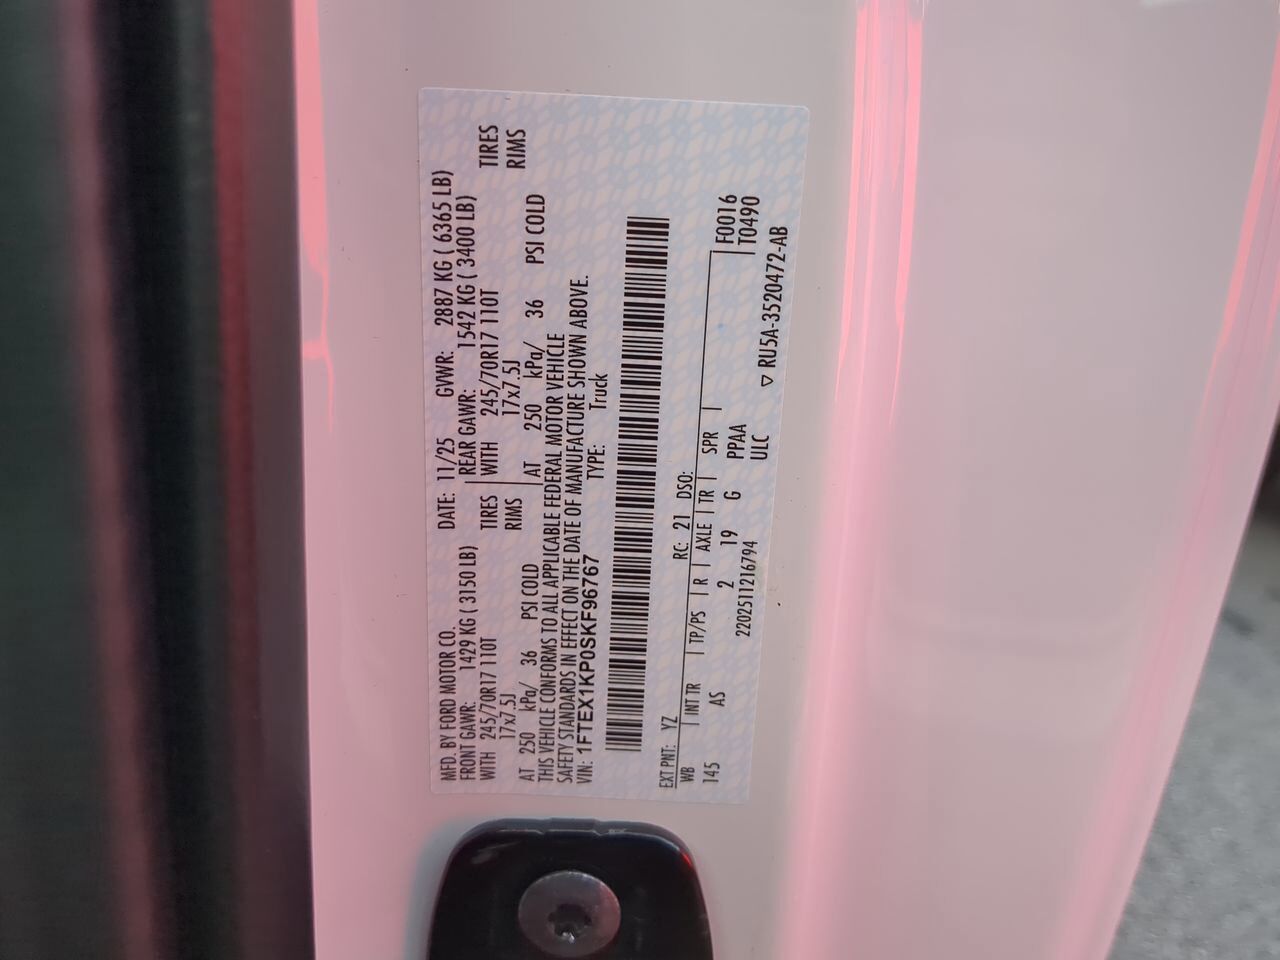 MFD. BY FORD MOTOR CO. DATE: 11/25 GVWR: 2887 KG ( 6365 LB)
FRONT GAWR: 1429 KG ( 3150 LB) REAR GAWR: 1542 KG ( 3400 LB)
WITH 245/70R17 110T TIRES WITH 245/70R17 110T TIRES
17x7.5J RIMS 17x7.5J RIMS
AT 250 kPa/ 36 PSI COLD AT 250 kPa/ 36 PSI COLD
THIS VEHICLE CONFORMS TO ALL APPLICABLE FEDERAL MOTOR VEHICLE
SAFETY STANDARDS IN EFFECT ON THE DATE OF MANUFACTURE SHOWN ABOVE.
VIN: 1FTEX1KP0SKF96767 TYPE: Truck
EXT PNT: YZ RC: 21 DSO:
WB | INT TR | TP/PS | R | AXLE | TR | SPR | F0016
145 AS 2 19 G PPAA T0490
2202511216794 ULC
▽ RU5A-3520472-AB